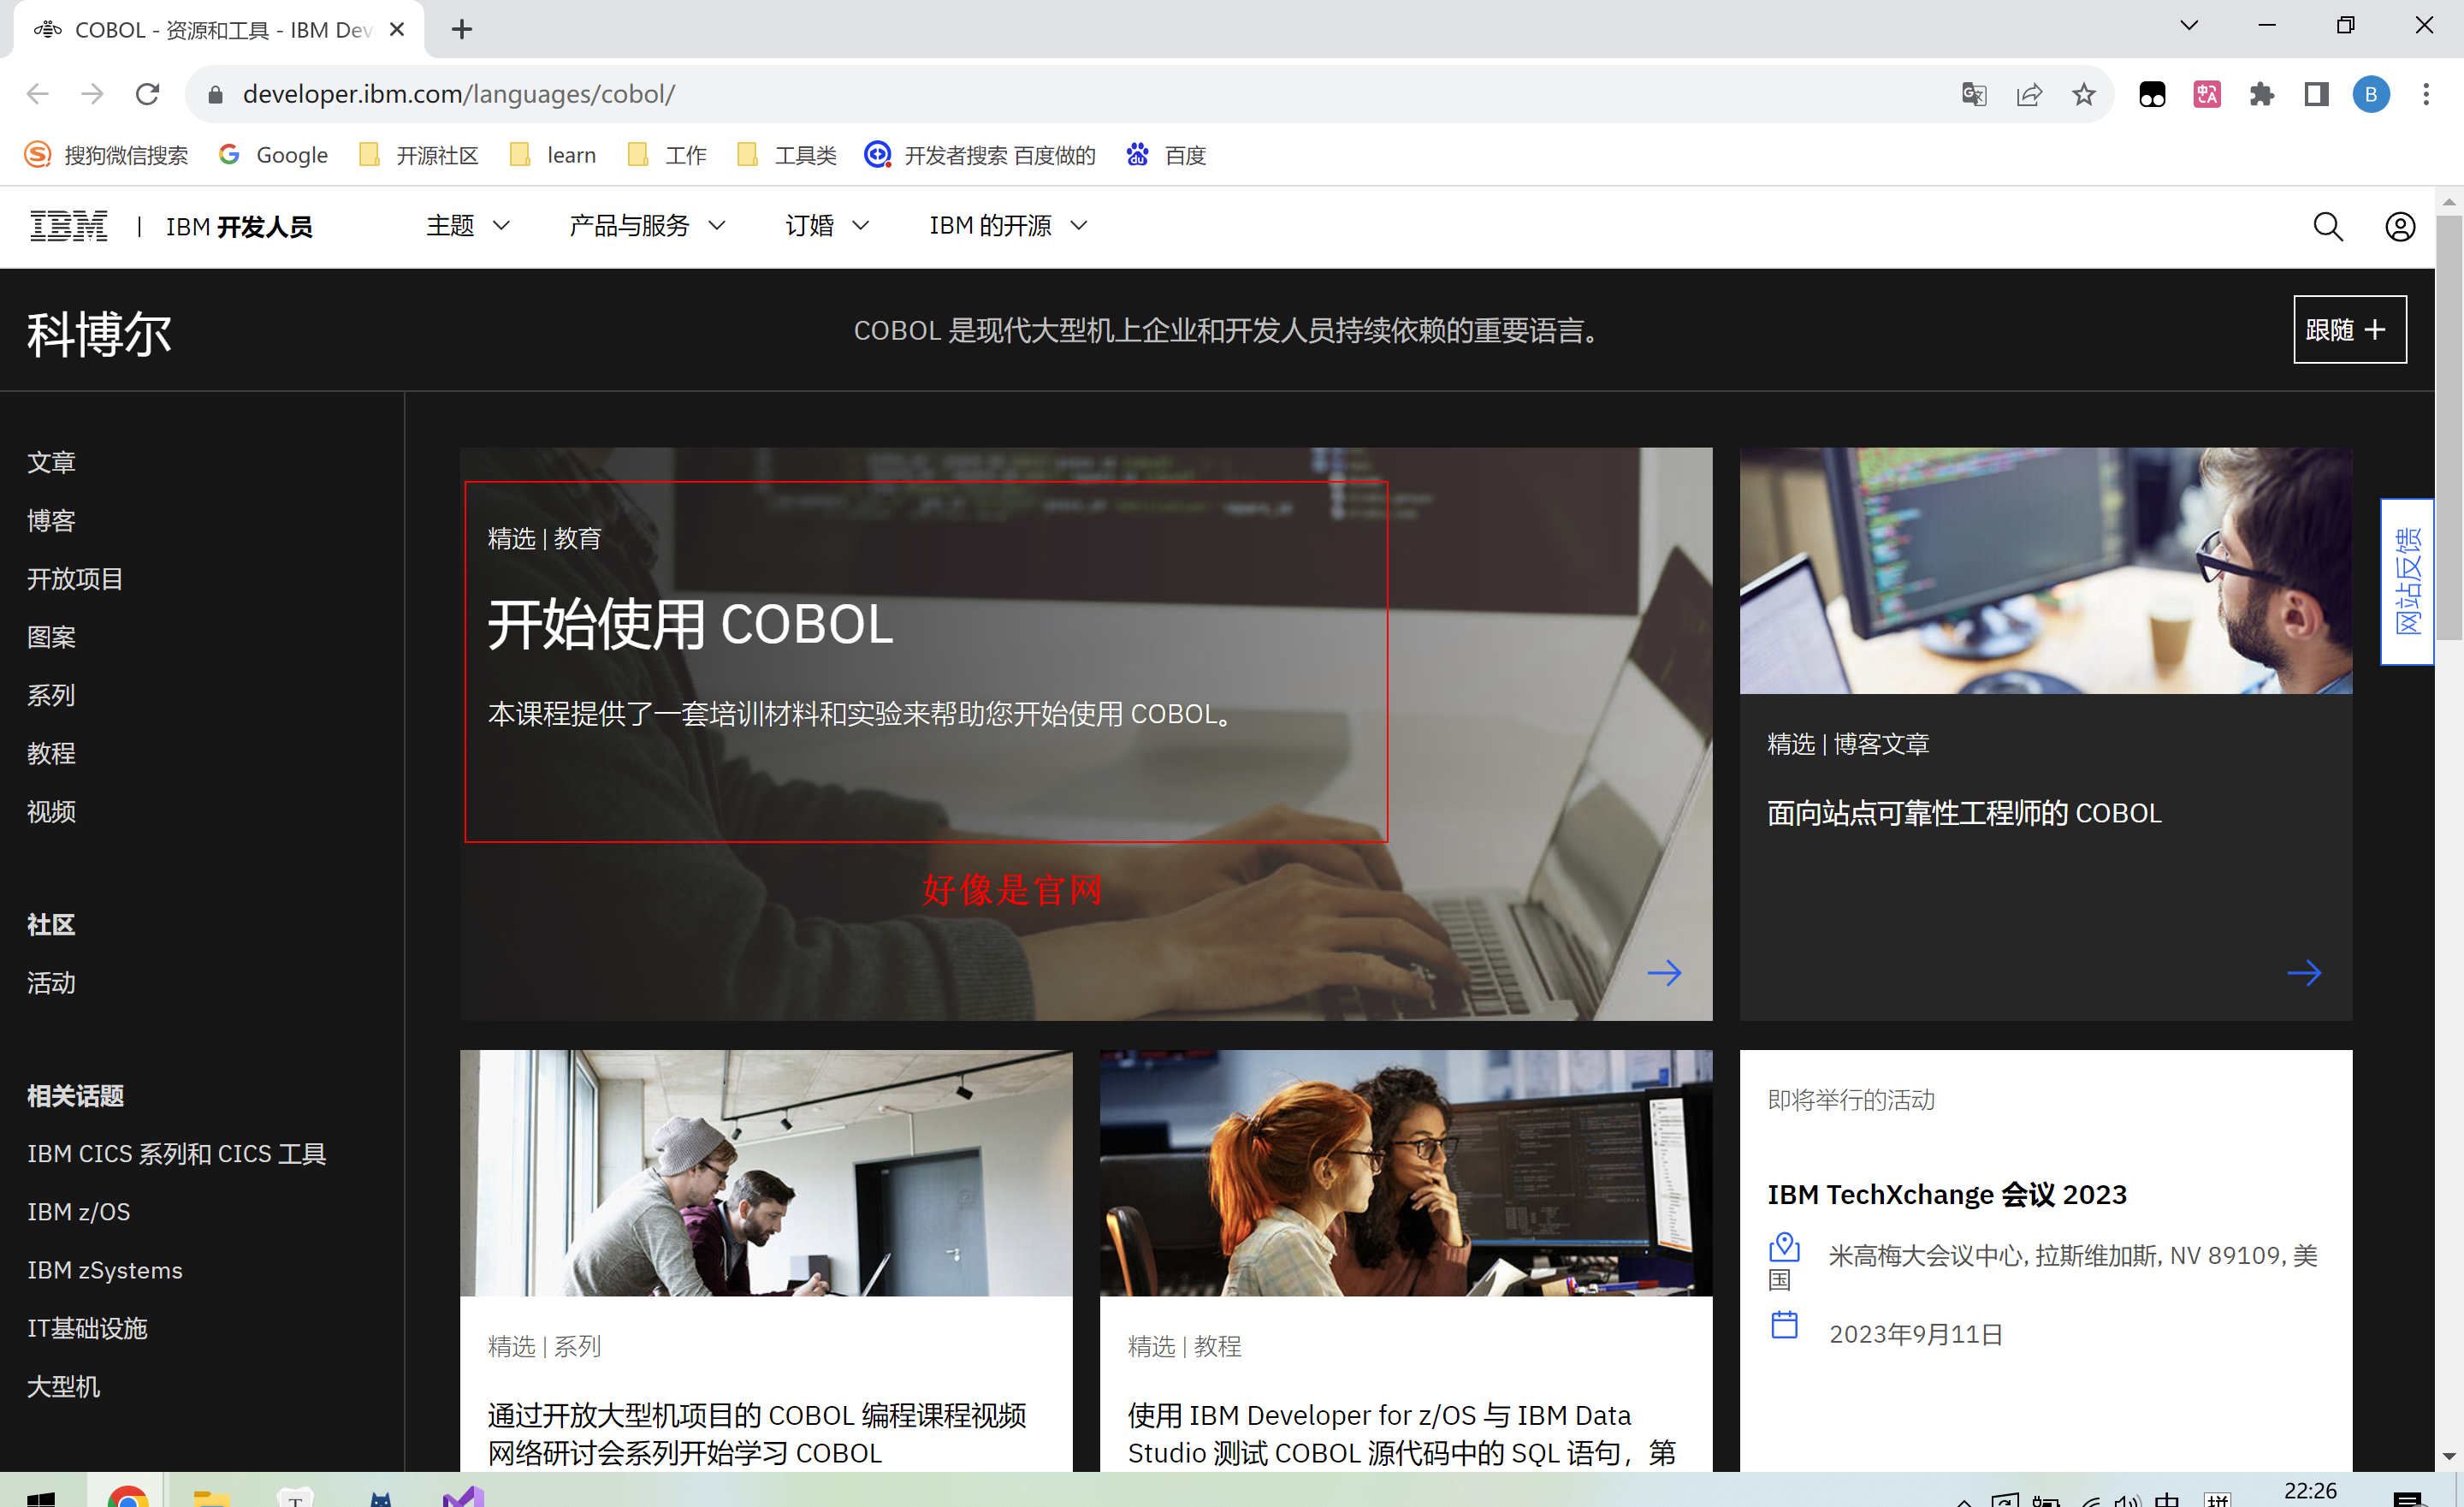 COBOL - 资源和工具 - IBM Dev
developer.ibm.com/languages/cobol/
B
搜狗微信搜索 Google 开源社区 learn 工作 工具类 开发者搜索 百度做的 百度
IBM | IBM 开发人员 主题 产品与服务 订婚 IBM 的开源
科博尔
COBOL 是现代大型机上企业和开发人员持续依赖的重要语言。
跟随 +
文章
博客
开放项目
图案
系列
教程
视频
社区
活动
相关话题
IBM CICS 系列和 CICS 工具
IBM z/OS
IBM zSystems
IT基础设施
大型机
精选 | 教育
开始使用 COBOL
本课程提供了一套培训材料和实验来帮助您开始使用 COBOL。
好像是官网
精选 | 博客文章
面向站点可靠性工程师的 COBOL
网站反馈
精选 | 系列
通过开放大型机项目的 COBOL 编程课程视频
网络研讨会系列开始学习 COBOL
精选 | 教程
使用 IBM Developer for z/OS 与 IBM Data
Studio 测试 COBOL 源代码中的 SQL 语句，第
即将举行的活动
IBM TechXchange 会议 2023
米高梅大会议中心, 拉斯维加斯, NV 89109, 美
国
2023年9月11日
中 拼 22:26